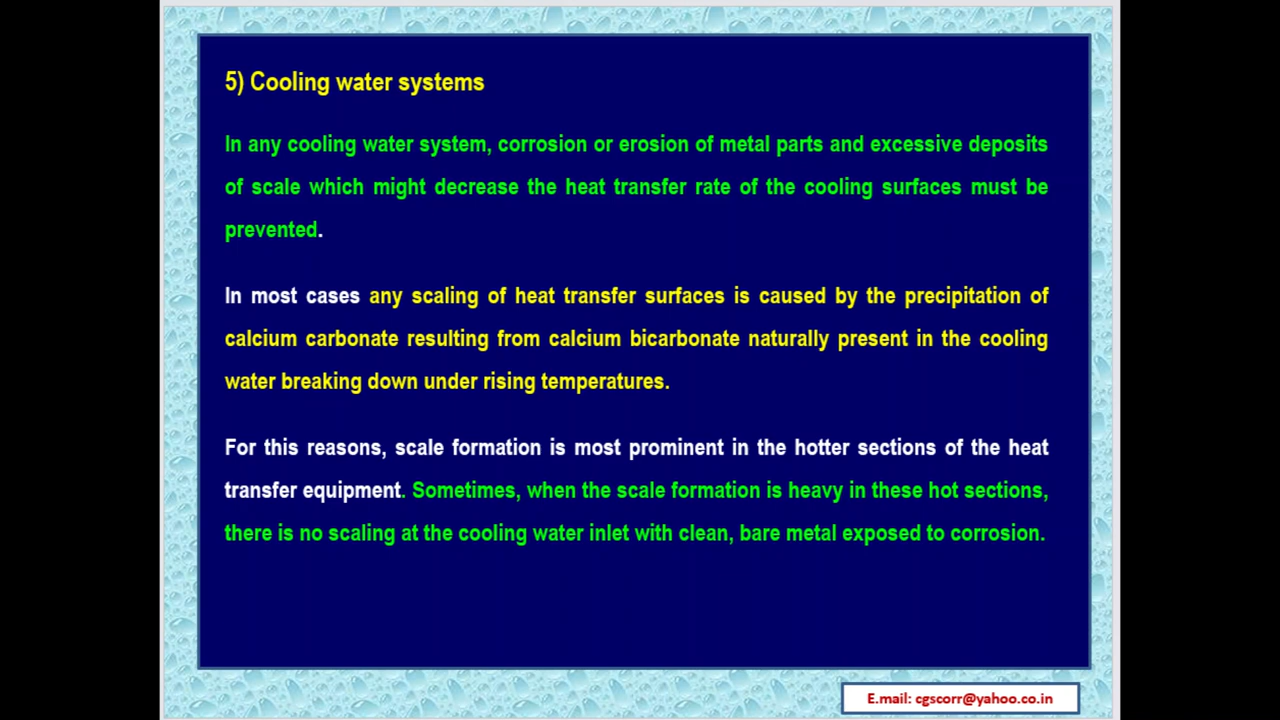 5) Cooling water systems
In any cooling water system, corrosion or erosion of metal parts and excessive deposits
of scale which might decrease the heat transfer rate of the cooling surfaces must be
prevented.
In most cases any scaling of heat transfer surfaces is caused by the precipitation of
calcium carbonate resulting from calcium bicarbonate naturally present in the cooling
water breaking down under rising temperatures.
For this reasons, scale formation is most prominent in the hotter sections of the heat
transfer equipment. Sometimes, when the scale formation is heavy in these hot sections,
there is no scaling at the cooling water inlet with clean, bare metal exposed to corrosion.
E.mail: cgscorr@yahoo.co.in